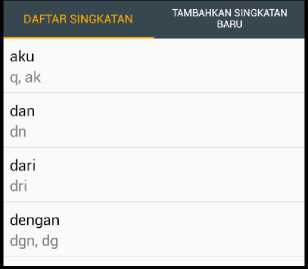 DAFTAR SINGKATAN
TAMBAHKAN SINGKATAN
BARU
aku
q, ak
dan
dn
dari
dri
dengan
dgn, dg